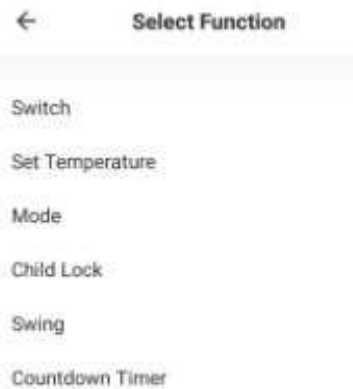 Select Function
Switch
Set Temperature
Mode
Child Lock
Swing
Countdown Timer